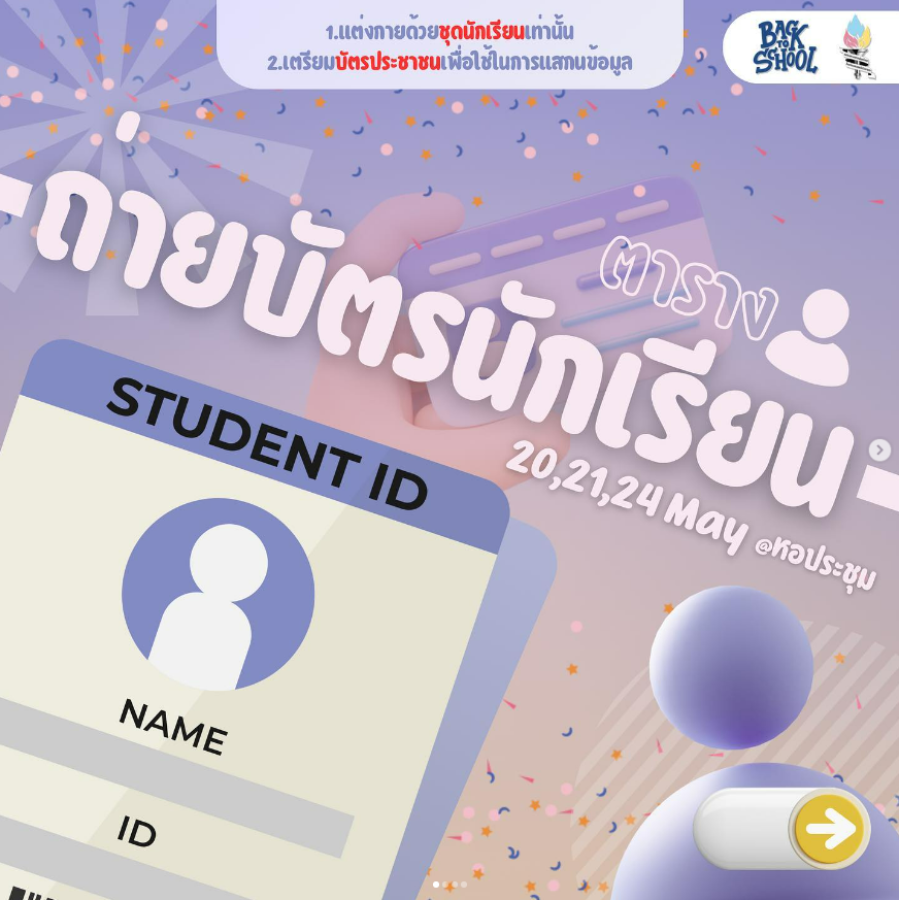 1.แต่งกายด้วยชุดนักเรียนเท่านั้น
2.เตรียมบัตรประชาชนเพื่อใช้ในการแสกนข้อมูล
BACK
TO
SCHOOL
ตาราง
ถ่ายบัตรนักเรียน
20,21,24 May @หอประชุม
STUDENT ID
NAME
ID